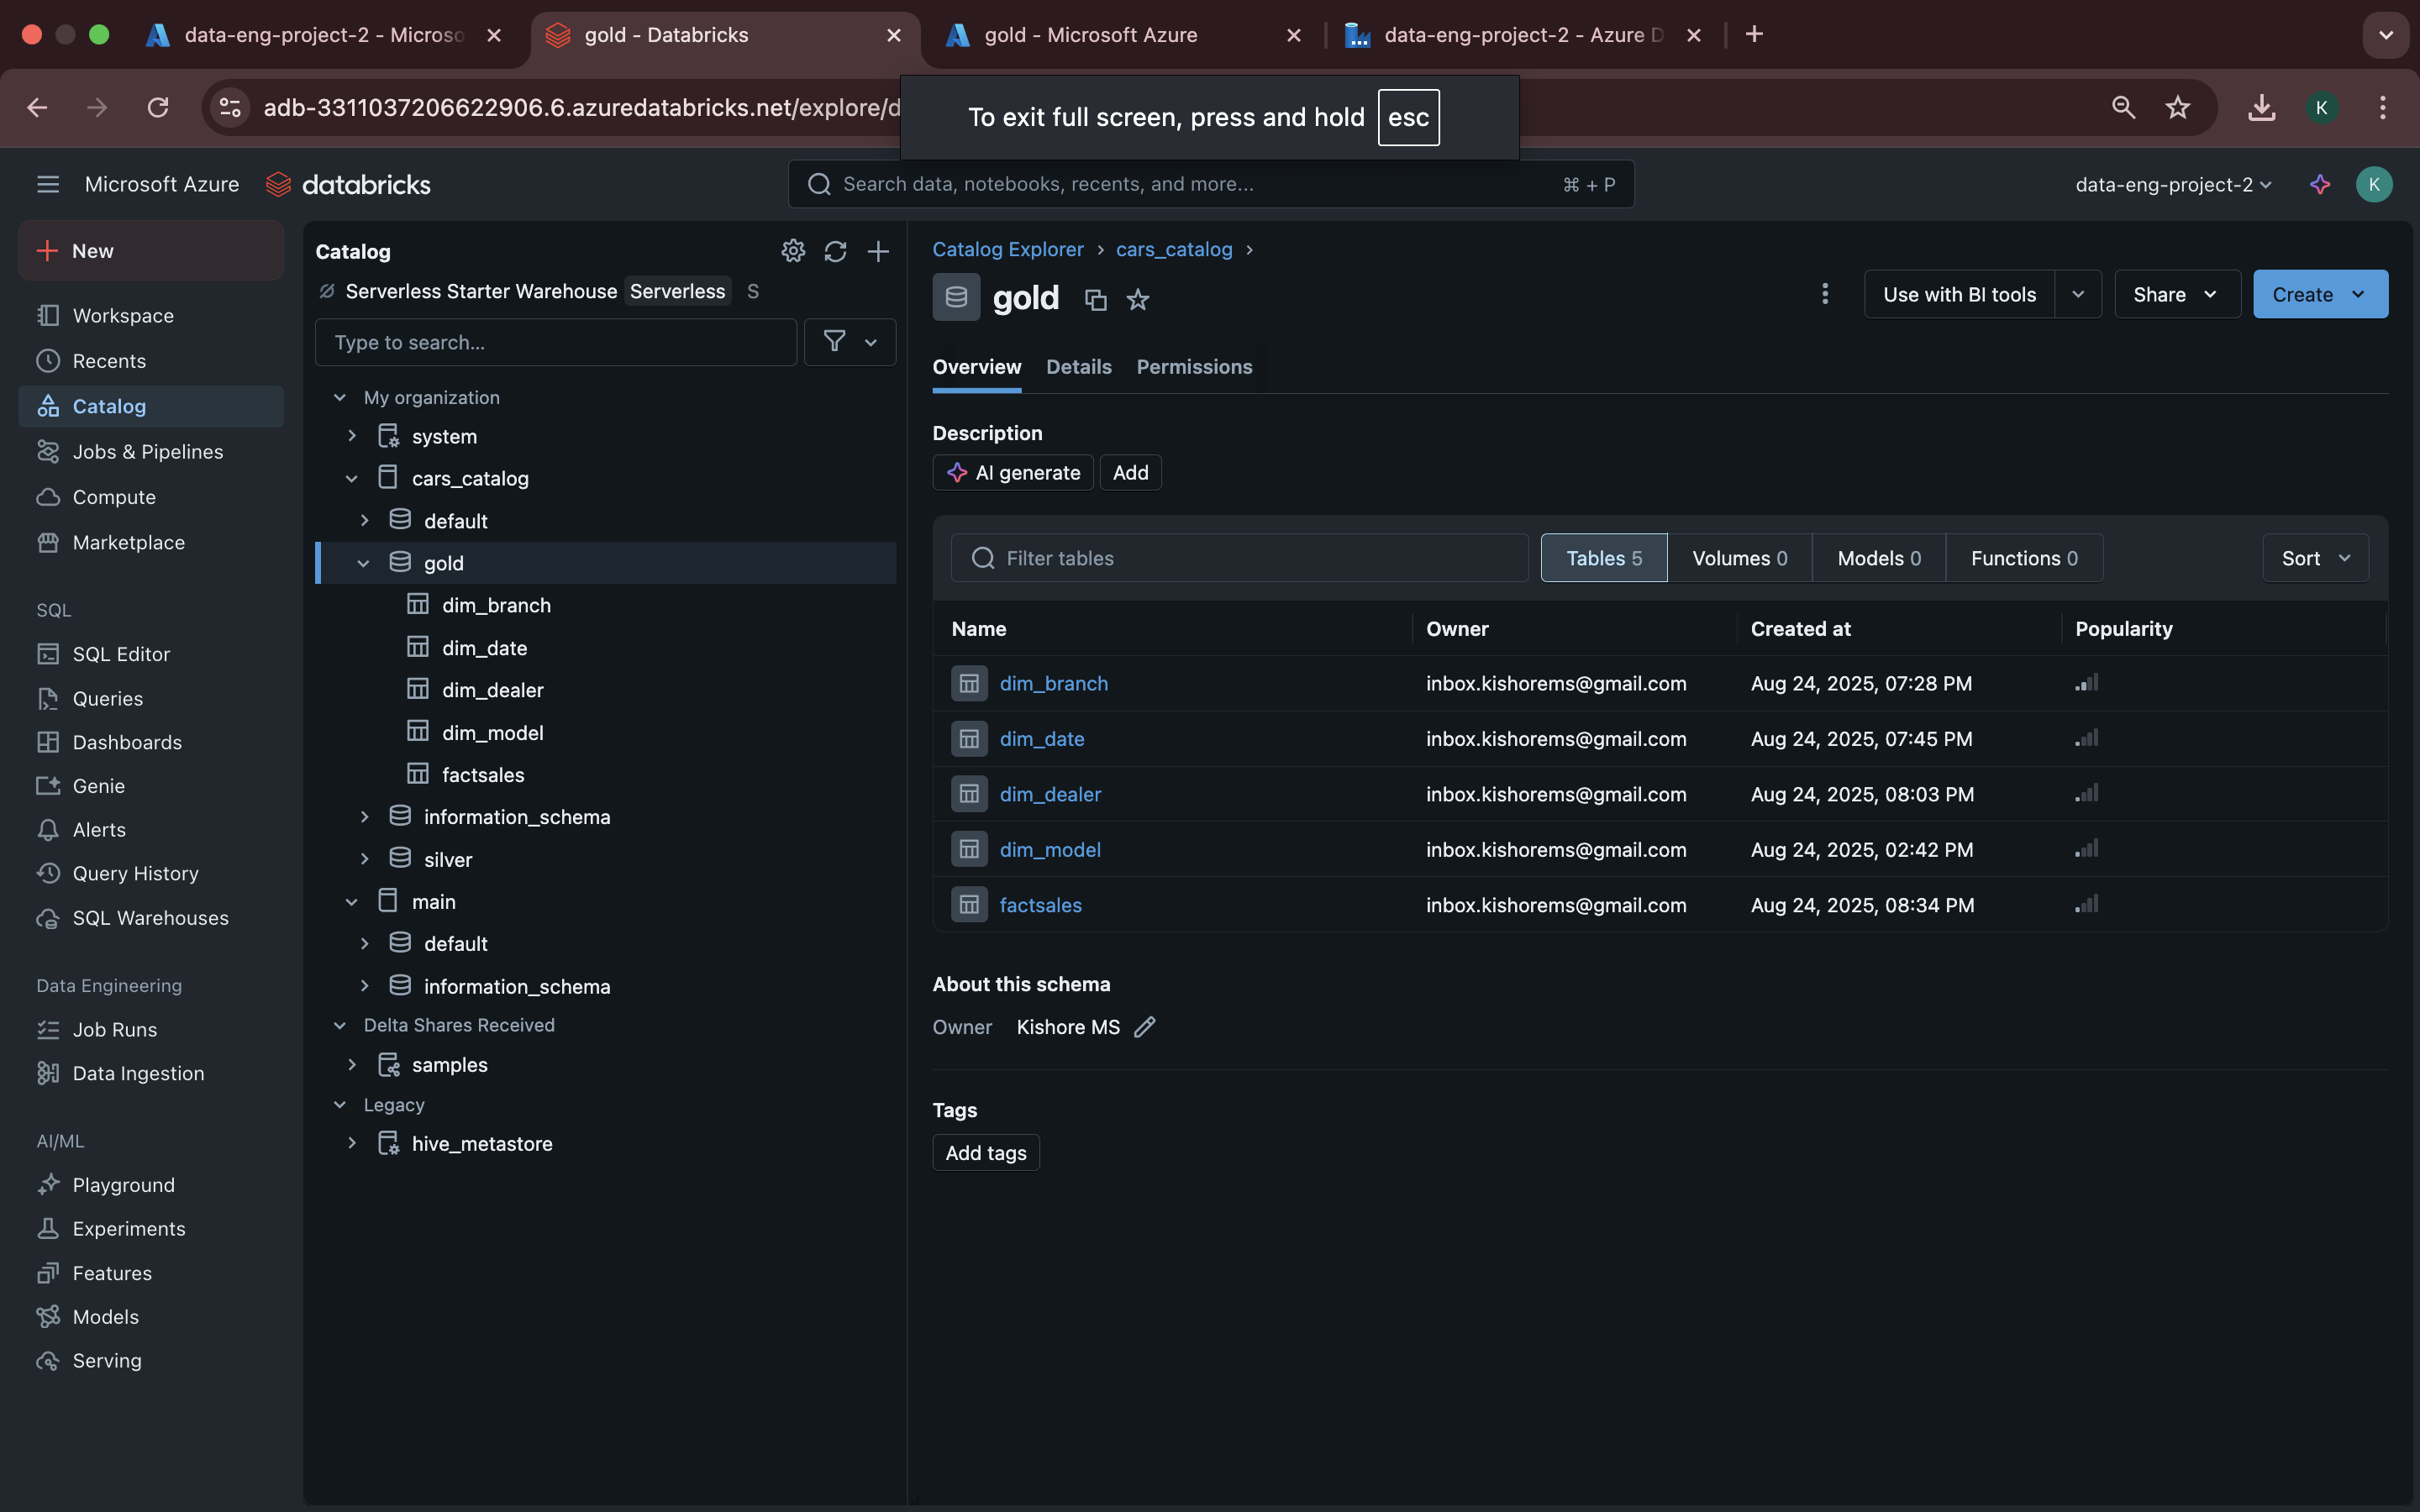 data-eng-project-2 - Microso
gold - Databricks
gold - Microsoft Azure
data-eng-project-2 - Azure D
adb-3311037206622906.6.azuredatabricks.net/explore/d
To exit full screen, press and hold esc
K
Microsoft Azure
databricks
Search data, notebooks, recents, and more...
⌘ + P
data-eng-project-2
K
New
Workspace
Recents
Catalog
Jobs & Pipelines
Compute
Marketplace
SQL
SQL Editor
Queries
Dashboards
Genie
Alerts
Query History
SQL Warehouses
Data Engineering
Job Runs
Data Ingestion
AI/ML
Playground
Experiments
Features
Models
Serving
Catalog
Serverless Starter Warehouse Serverless S
Type to search...
My organization
system
cars_catalog
default
gold
dim_branch
dim_date
dim_dealer
dim_model
factsales
information_schema
silver
main
default
information_schema
Delta Shares Received
samples
Legacy
hive_metastore
Catalog Explorer > cars_catalog >
gold
Use with BI tools
Share
Create
Overview Details Permissions
Description
AI generate
Add
Filter tables
Tables 5
Volumes 0
Models 0
Functions 0
Sort
Name Owner Created at Popularity
dim_branch inbox.kishorems@gmail.com Aug 24, 2025, 07:28 PM
dim_date inbox.kishorems@gmail.com Aug 24, 2025, 07:45 PM
dim_dealer inbox.kishorems@gmail.com Aug 24, 2025, 08:03 PM
dim_model inbox.kishorems@gmail.com Aug 24, 2025, 02:42 PM
factsales inbox.kishorems@gmail.com Aug 24, 2025, 08:34 PM
About this schema
Owner Kishore MS
Tags
Add tags